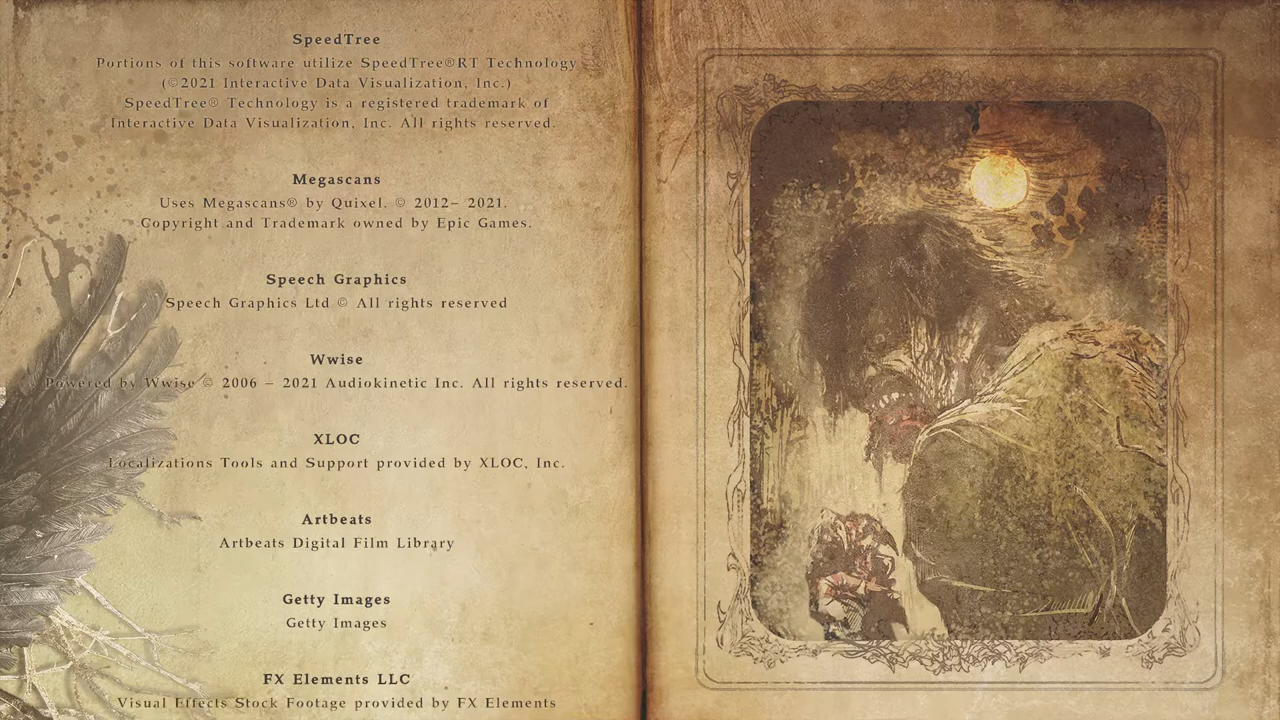 SpeedTree
Portions of this software utilize SpeedTree®RT Technology
(©2021 Interactive Data Visualization, Inc.)
SpeedTree® Technology is a registered trademark of
Interactive Data Visualization, Inc. All rights reserved.
Megascans
Uses Megascans® by Quixel. © 2012– 2021.
Copyright and Trademark owned by Epic Games.
Speech Graphics
Speech Graphics Ltd © All rights reserved
Wwise
Powered by Wwise © 2006 – 2021 Audiokinetic Inc. All rights reserved.
XLOC
Localizations Tools and Support provided by XLOC, Inc.
Artbeats
Artbeats Digital Film Library
Getty Images
Getty Images
FX Elements LLC
Visual Effects Stock Footage provided by FX Elements